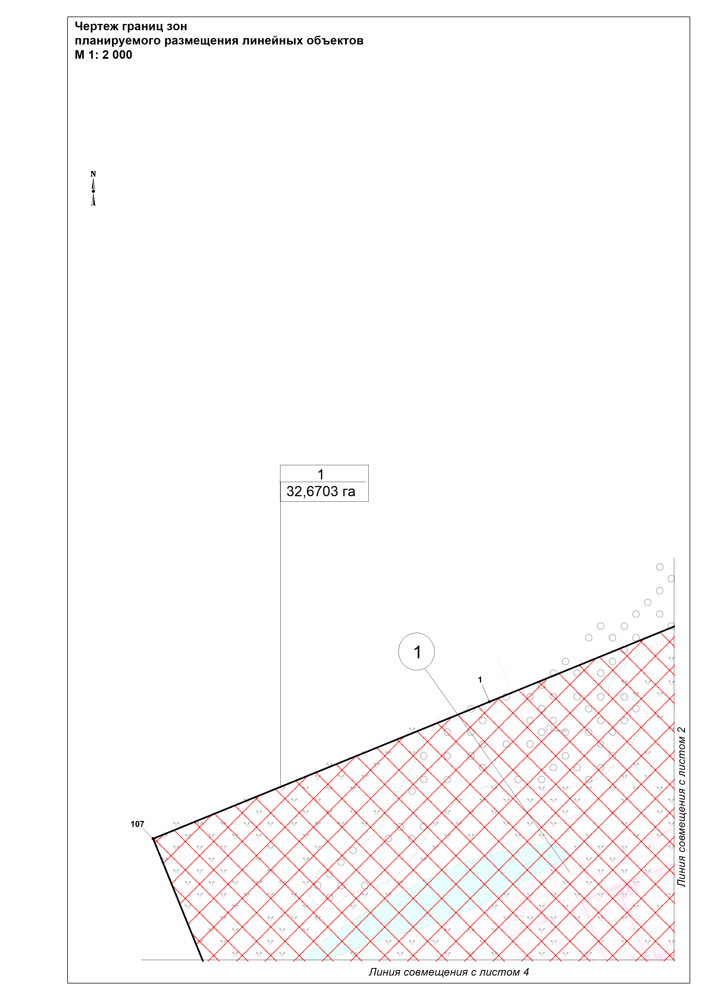 Чертеж границ зон
планируемого размещения линейных объектов
М 1: 2 000
N
1
32,6703 га
1
1
107
Линия совмещения с листом 2
Линия совмещения с листом 4